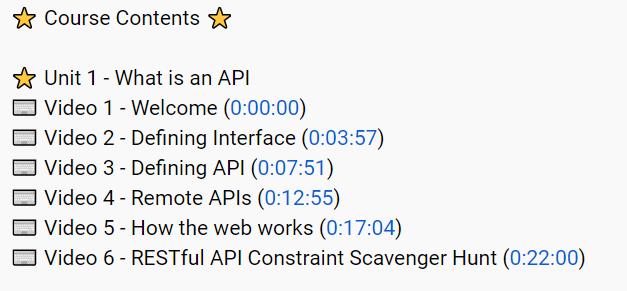 ⭐️ Course Contents ⭐️
⭐️ Unit 1 - What is an API
⌨️ Video 1 - Welcome (0:00:00)
⌨️ Video 2 - Defining Interface (0:03:57)
⌨️ Video 3 - Defining API (0:07:51)
⌨️ Video 4 - Remote APIs (0:12:55)
⌨️ Video 5 - How the web works (0:17:04)
⌨️ Video 6 - RESTful API Constraint Scavenger Hunt (0:22:00)